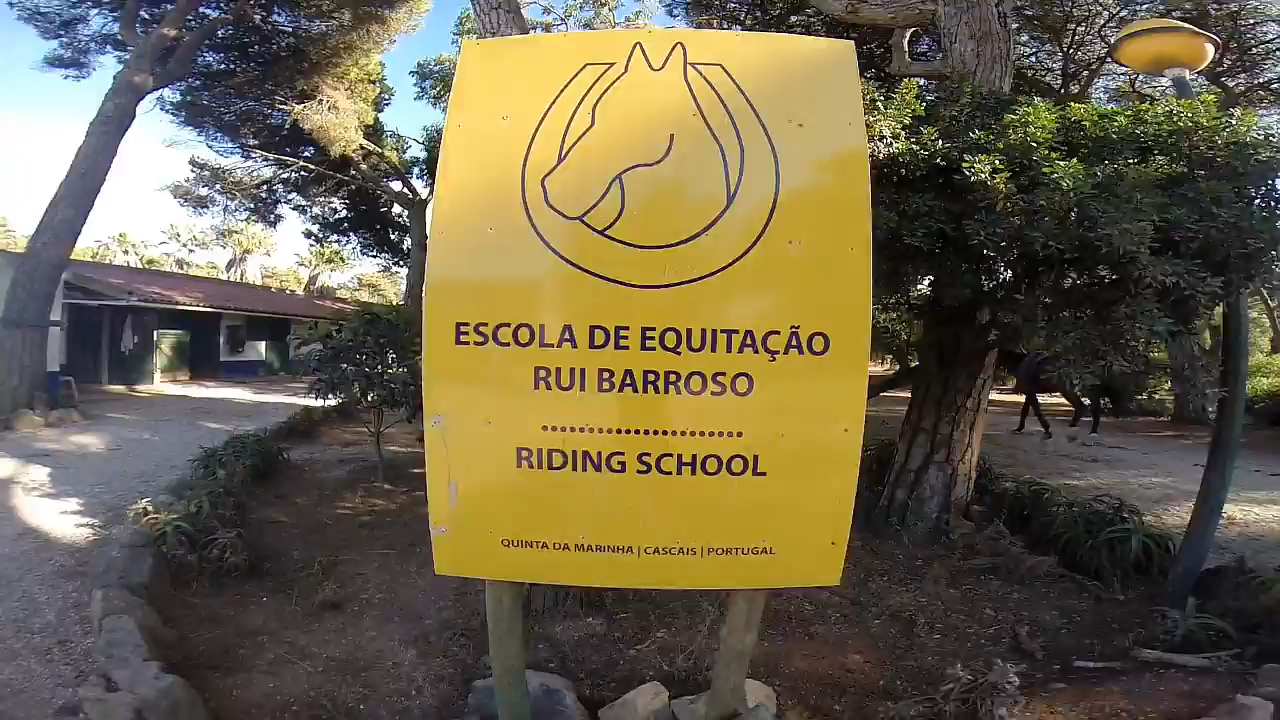 ESCOLA DE EQUITAÇÃO
RUI BARROSO
RIDING SCHOOL
QUINTA DA MARINHA | CASCAIS | PORTUGAL